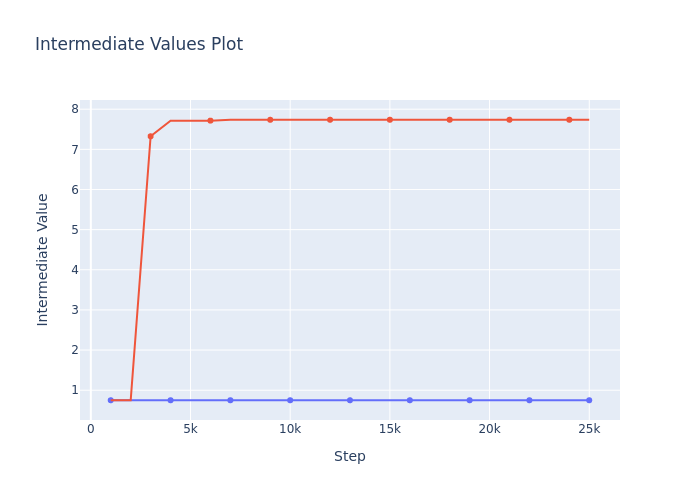 Intermediate Values Plot
8
7
6
5
4
3
2
1
0 5k 10k 15k 20k 25k
Intermediate Value
Step